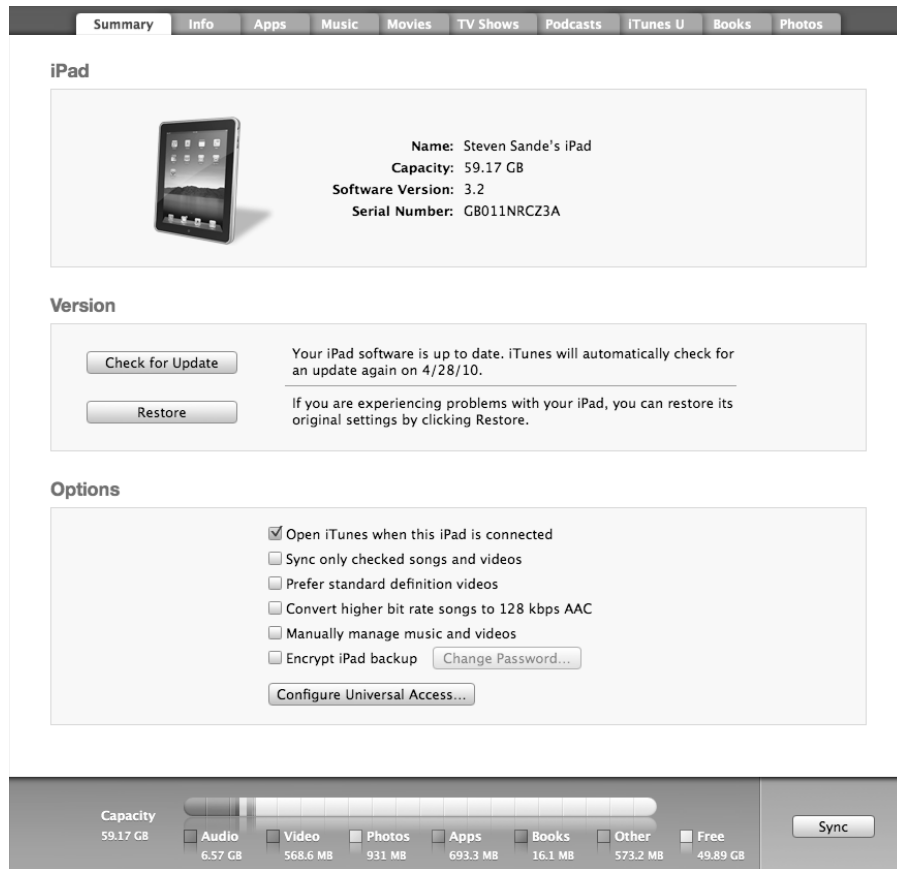 Summary Info Apps Music Movies TV Shows Podcasts iTunes U Books Photos
iPad
Name: Steven Sande's iPad
Capacity: 59.17 GB
Software Version: 3.2
Serial Number: GB011NRCZ3A
Version
Check for Update
Your iPad software is up to date. iTunes will automatically check for
an update again on 4/28/10.
Restore
If you are experiencing problems with your iPad, you can restore its
original settings by clicking Restore.
Options
Open iTunes when this iPad is connected
Sync only checked songs and videos
Prefer standard definition videos
Convert higher bit rate songs to 128 kbps AAC
Manually manage music and videos
Encrypt iPad backup Change Password...
Configure Universal Access...
Capacity
59.17 GB
Audio Video Photos Apps Books Other Free
6.57 GB 568.6 MB 931 MB 693.3 MB 16.1 MB 573.2 MB 49.89 GB
Sync